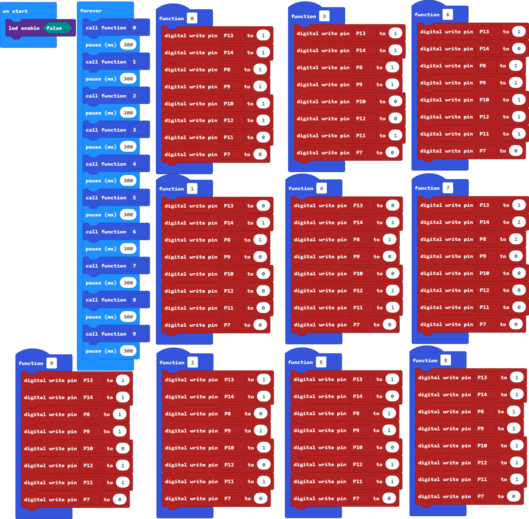 on start
led enable false
forever
call function 0
pause (ms) 300
call function 1
pause (ms) 300
call function 2
pause (ms) 300
call function 3
pause (ms) 300
call function 4
pause (ms) 300
call function 5
pause (ms) 300
call function 6
pause (ms) 300
call function 7
pause (ms) 300
call function 8
pause (ms) 300
call function 9
pause (ms) 300
function 0
digital write pin P13 to 1
digital write pin P14 to 1
digital write pin P8 to 1
digital write pin P9 to 1
digital write pin P10 to 1
digital write pin P12 to 1
digital write pin P11 to 0
digital write pin P7 to 0
function 3
digital write pin P13 to 1
digital write pin P14 to 1
digital write pin P8 to 1
digital write pin P9 to 1
digital write pin P10 to 0
digital write pin P12 to 0
digital write pin P11 to 1
digital write pin P7 to 0
function 6
digital write pin P13 to 1
digital write pin P14 to 0
digital write pin P8 to 1
digital write pin P9 to 1
digital write pin P10 to 1
digital write pin P12 to 1
digital write pin P11 to 1
digital write pin P7 to 0
function 1
digital write pin P13 to 0
digital write pin P14 to 1
digital write pin P8 to 1
digital write pin P9 to 0
digital write pin P10 to 0
digital write pin P12 to 0
digital write pin P11 to 0
digital write pin P7 to 0
function 4
digital write pin P13 to 0
digital write pin P14 to 1
digital write pin P8 to 1
digital write pin P9 to 0
digital write pin P10 to 0
digital write pin P12 to 1
digital write pin P11 to 1
digital write pin P7 to 0
function 7
digital write pin P13 to 1
digital write pin P14 to 1
digital write pin P8 to 1
digital write pin P9 to 0
digital write pin P10 to 0
digital write pin P12 to 0
digital write pin P11 to 0
digital write pin P7 to 0
function
digital write pin P13 to 1
digital write pin P14 to
digital write pin P8 to 1
digital write pin P9 to 1
digital write pin P10 to 0
digital write pin P12 to 1
digital write pin P11 to 1
digital write pin P7 to 0
function 2
digital write pin P13 to 1
digital write pin P14 to 1
digital write pin P8 to 0
digital write pin P9 to 1
digital write pin P10 to 1
digital write pin P12 to 0
digital write pin P11 to 1
digital write pin P7 to 0
function 5
digital write pin P13 to 1
digital write pin P14 to 0
digital write pin P8 to 1
digital write pin P9 to 1
digital write pin P10 to 0
digital write pin P12 to 1
digital write pin P11 to 1
digital write pin P7 to 0
function 8
digital write pin P13 to 1
digital write pin P14 to 1
digital write pin P8 to 1
digital write pin P9 to 1
digital write pin P10 to 1
digital write pin P12 to 1
digital write pin P11 to 1
digital write pin P7 to 0